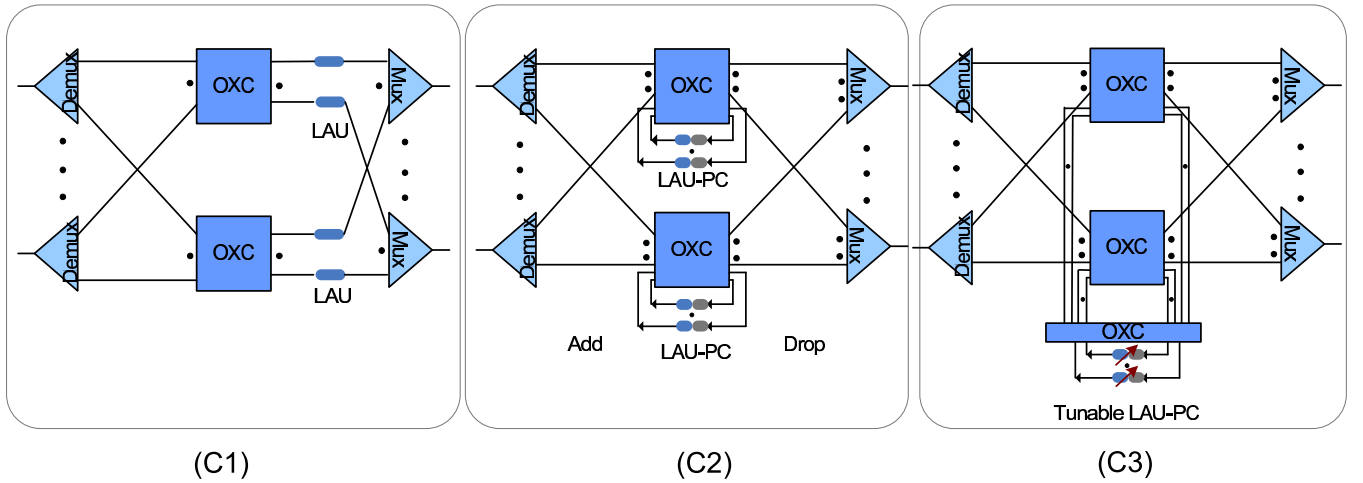 Demux
OXC
Mux
LAU
Demux
OXC
Mux
LAU
(C1)
Demux
OXC
Mux
LAU-PC
Demux
OXC
Mux
LAU-PC
Add
Drop
(C2)
Demux
OXC
Mux
Demux
OXC
Mux
OXC
Tunable LAU-PC
(C3)